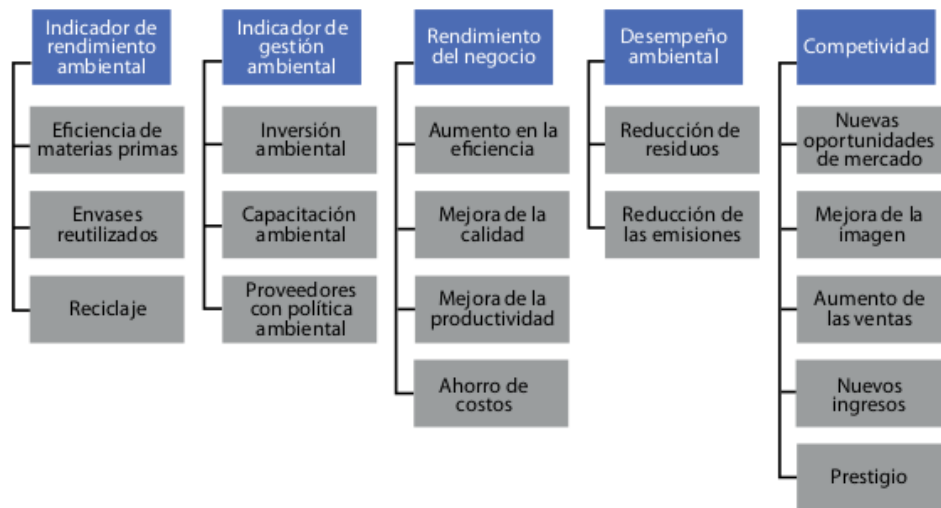 Indicador de
rendimiento
ambiental
Eficiencia de
materias primas
Envases
reutilizados
Reciclaje
Indicador de
gestión
ambiental
Inversión
ambiental
Capacitación
ambiental
Proveedores
con política
ambiental
Rendimiento
del negocio
Aumento en la
eficiencia
Mejora de la
calidad
Mejora de la
productividad
Ahorro de
costos
Desempeño
ambiental
Reducción de
residuos
Reducción de
las emisiones
Competividad
Nuevas
oportunidades
de mercado
Mejora de la
imagen
Aumento de
las ventas
Nuevos
ingresos
Prestigio